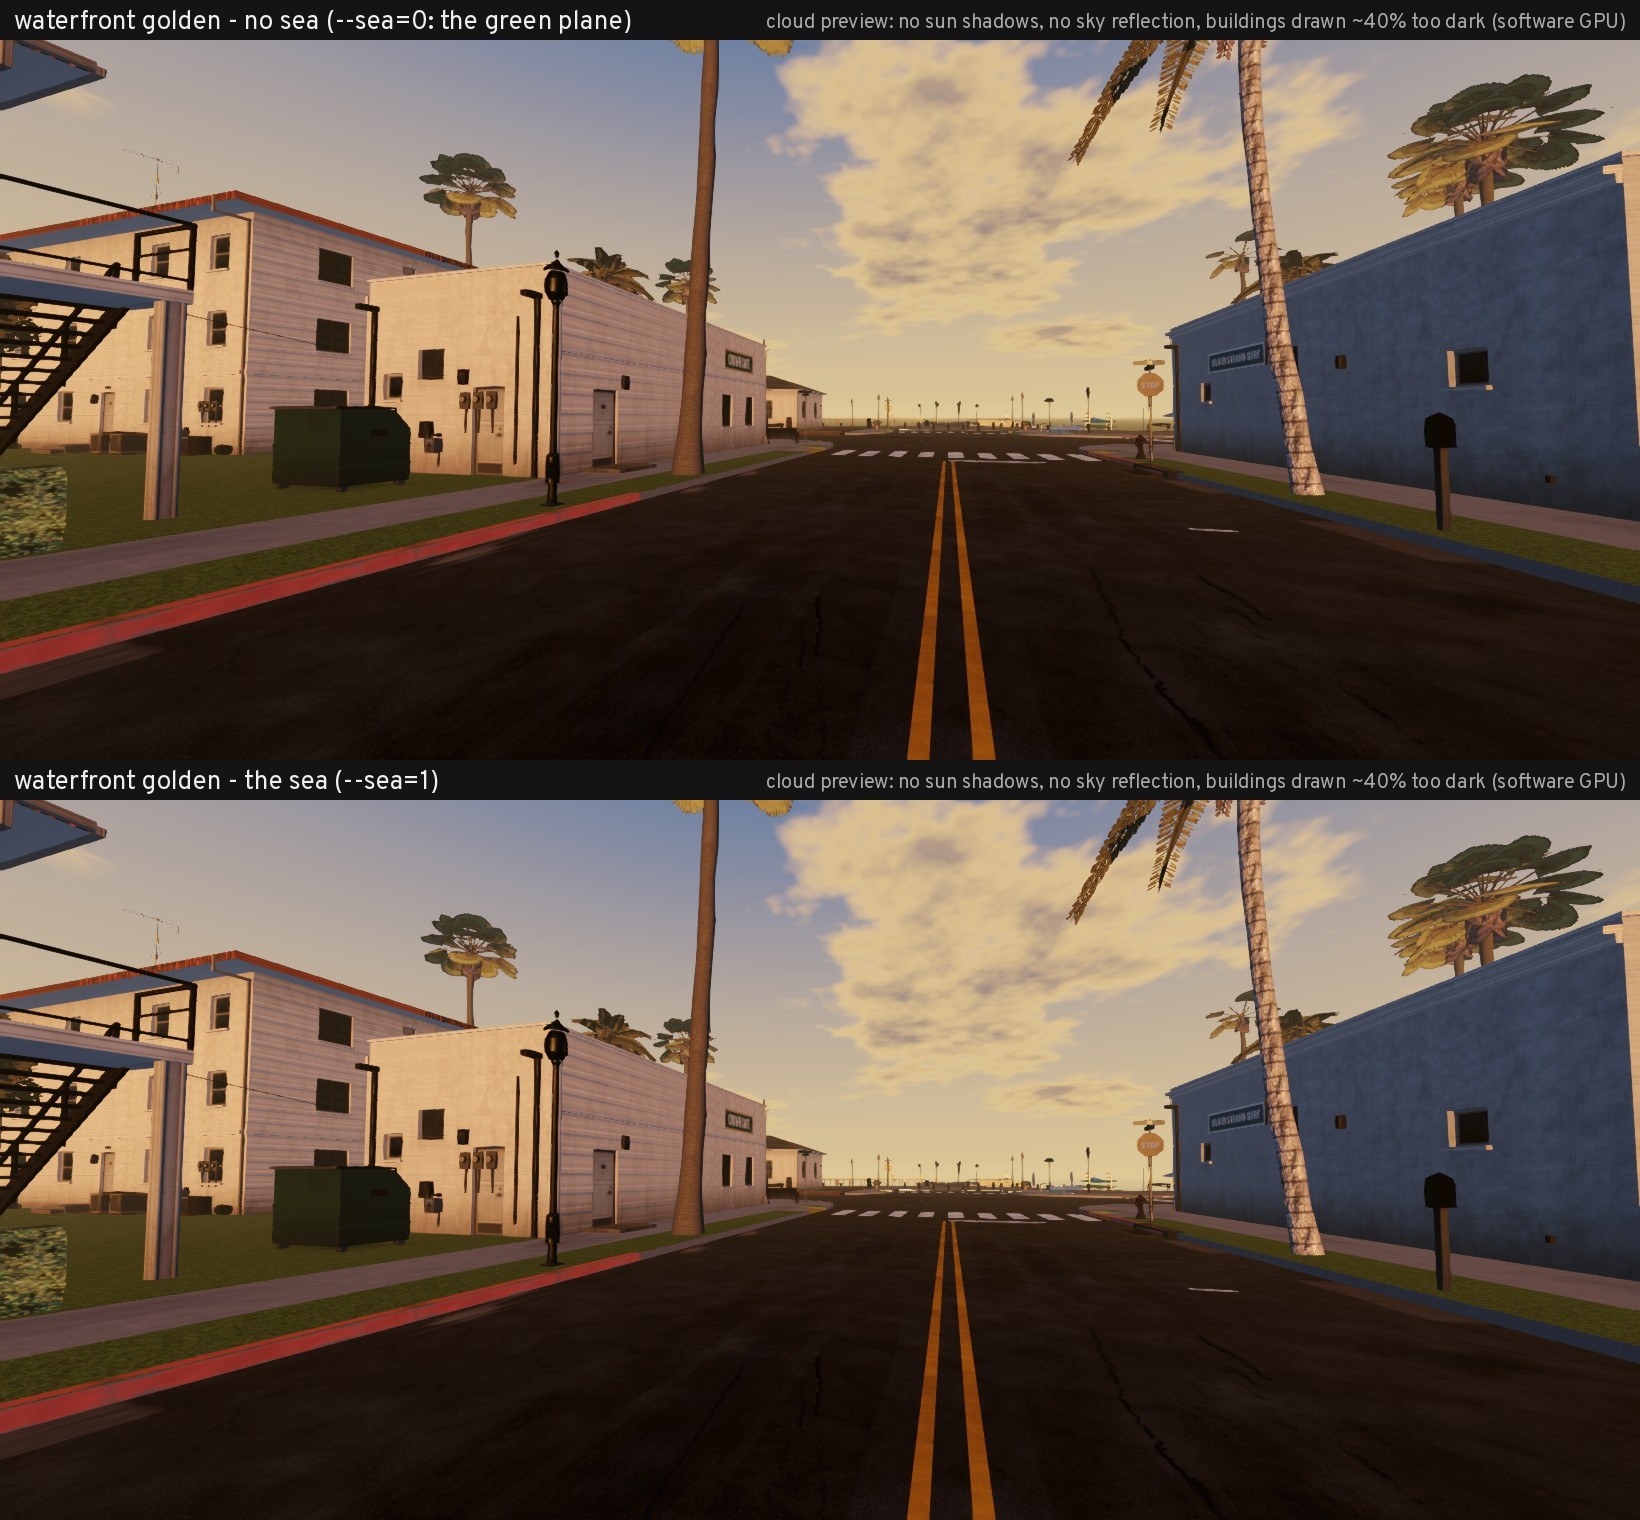 waterfront golden - no sea (--sea=0: the green plane)
cloud preview: no sun shadows, no sky reflection, buildings drawn ~40% too dark (software GPU)
STOP
waterfront golden - the sea (--sea=1)
cloud preview: no sun shadows, no sky reflection, buildings drawn ~40% too dark (software GPU)
STOP